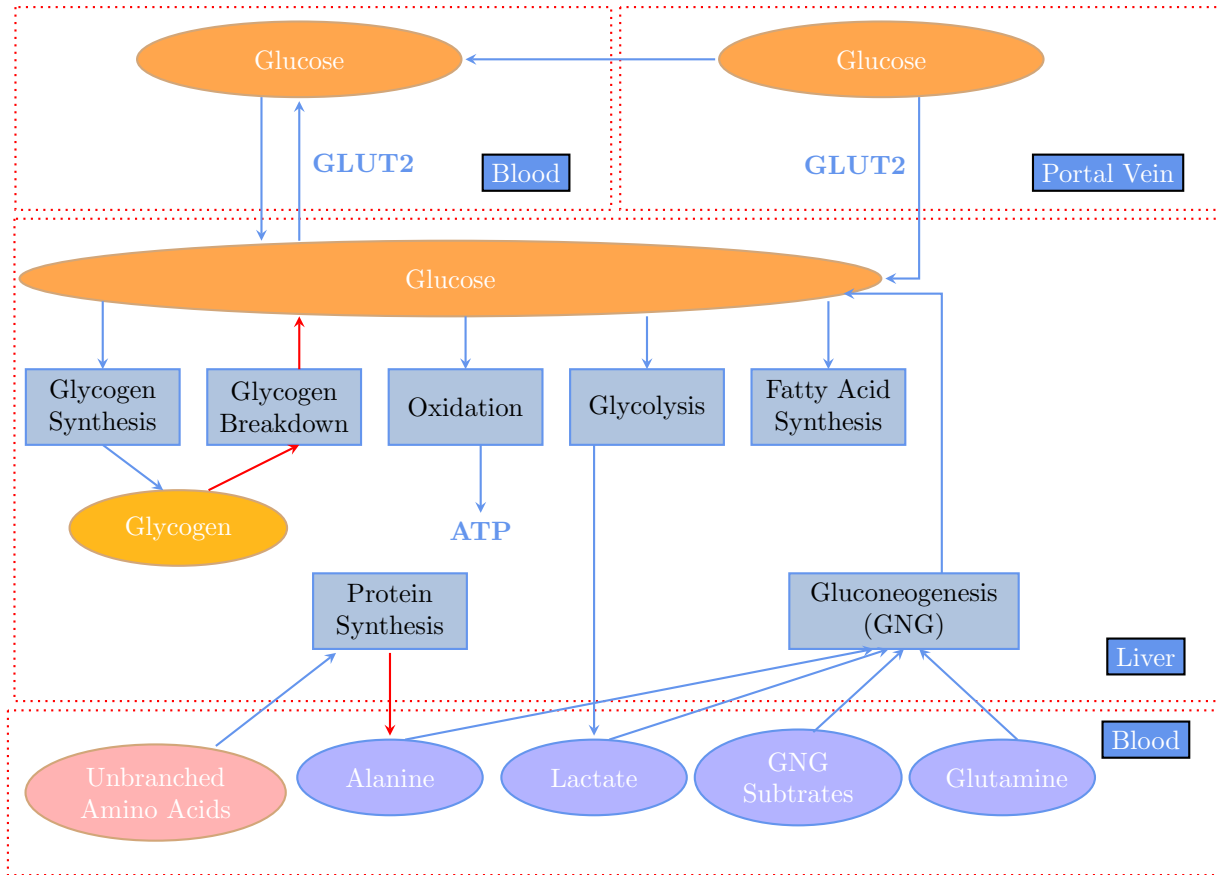 Glucose
Glucose
GLUT2
GLUT2
Blood
Portal Vein
Glucose
Glycogen
Synthesis
Glycogen
Breakdown
Oxidation
Glycolysis
Fatty Acid
Synthesis
Glycogen
ATP
Protein
Synthesis
Gluconeogenesis
(GNG)
Liver
Blood
Unbranched
Amino Acids
Alanine
Lactate
GNG
Subtrates
Glutamine